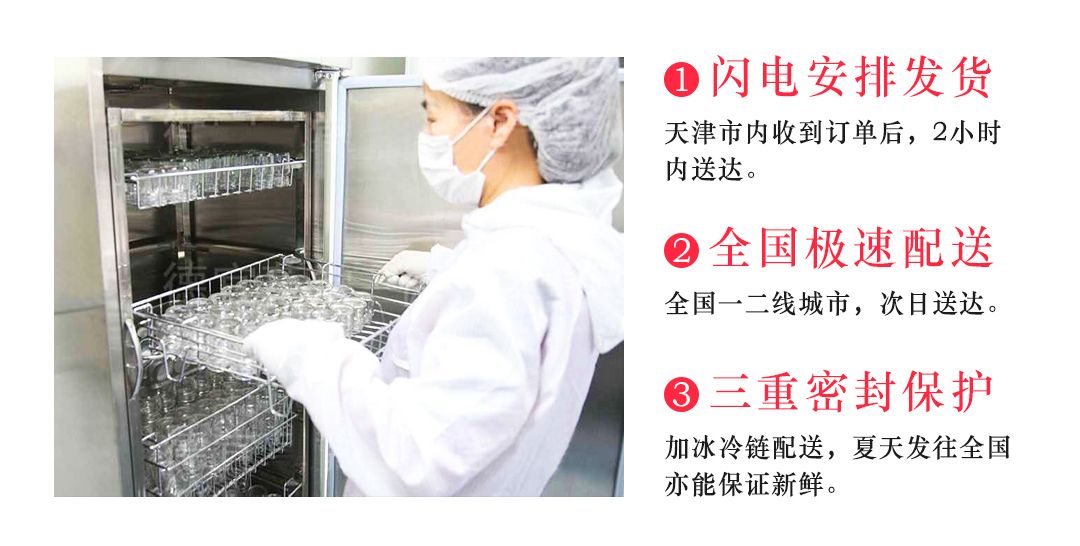 ❶闪电安排发货
天津市内收到订单后，2小时
内送达。
❷全国极速配送
全国一二线城市，次日送达。
❸三重密封保护
加冰冷链配送，夏天发往全国
亦能保证新鲜。